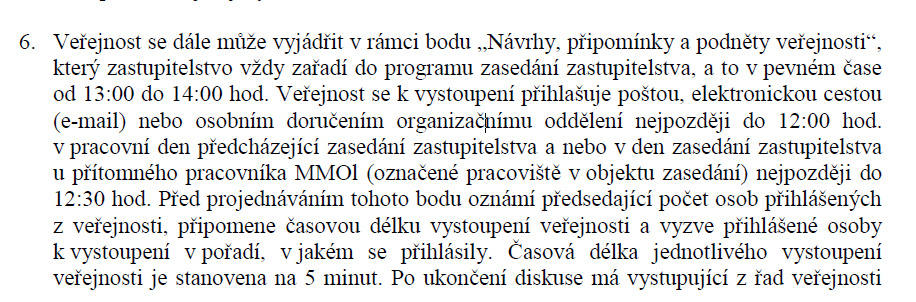 6. Veřejnost se dále může vyjádřit v rámci bodu „Návrhy, připomínky a podněty veřejnosti“,
který zastupitelstvo vždy zařadí do programu zasedání zastupitelstva, a to v pevném čase
od 13:00 do 14:00 hod. Veřejnost se k vystoupení přihlašuje poštou, elektronickou cestou
(e-mail) nebo osobním doručením organizačnímu oddělení nejpozději do 12:00 hod.
v pracovní den předcházející zasedání zastupitelstva a nebo v den zasedání zastupitelstva
u přítomného pracovníka MMOl (označené pracoviště v objektu zasedání) nejpozději do
12:30 hod. Před projednáváním tohoto bodu oznámí předsedající počet osob přihlášených
z veřejnosti, připomene časovou délku vystoupení veřejnosti a vyzve přihlášené osoby
k vystoupení v pořadí, v jakém se přihlásily. Časová délka jednotlivého vystoupení
veřejnosti je stanovena na 5 minut. Po ukončení diskuse má vystupující z řad veřejnosti